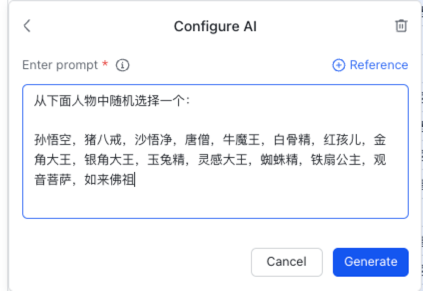 Configure AI
Enter prompt *
Reference
从下面人物中随机选择一个：
孙悟空，猪八戒，沙悟净，唐僧，牛魔王，白骨精，红孩儿，金
角大王，银角大王，玉兔精，灵感大王，蜘蛛精，铁扇公主，观
音菩萨，如来佛祖
Cancel
Generate